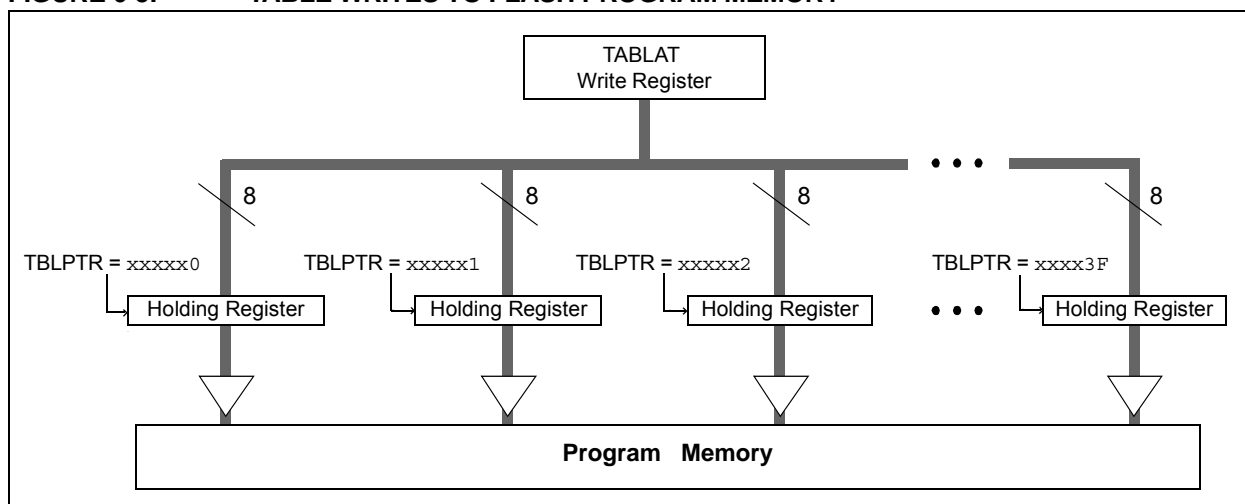 TABLAT
Write Register
8 8 8 8
TBLPTR = xxxxx0 TBLPTR = xxxxx1 TBLPTR = xxxxx2 TBLPTR = xxxx3F
Holding Register Holding Register Holding Register Holding Register
Program Memory